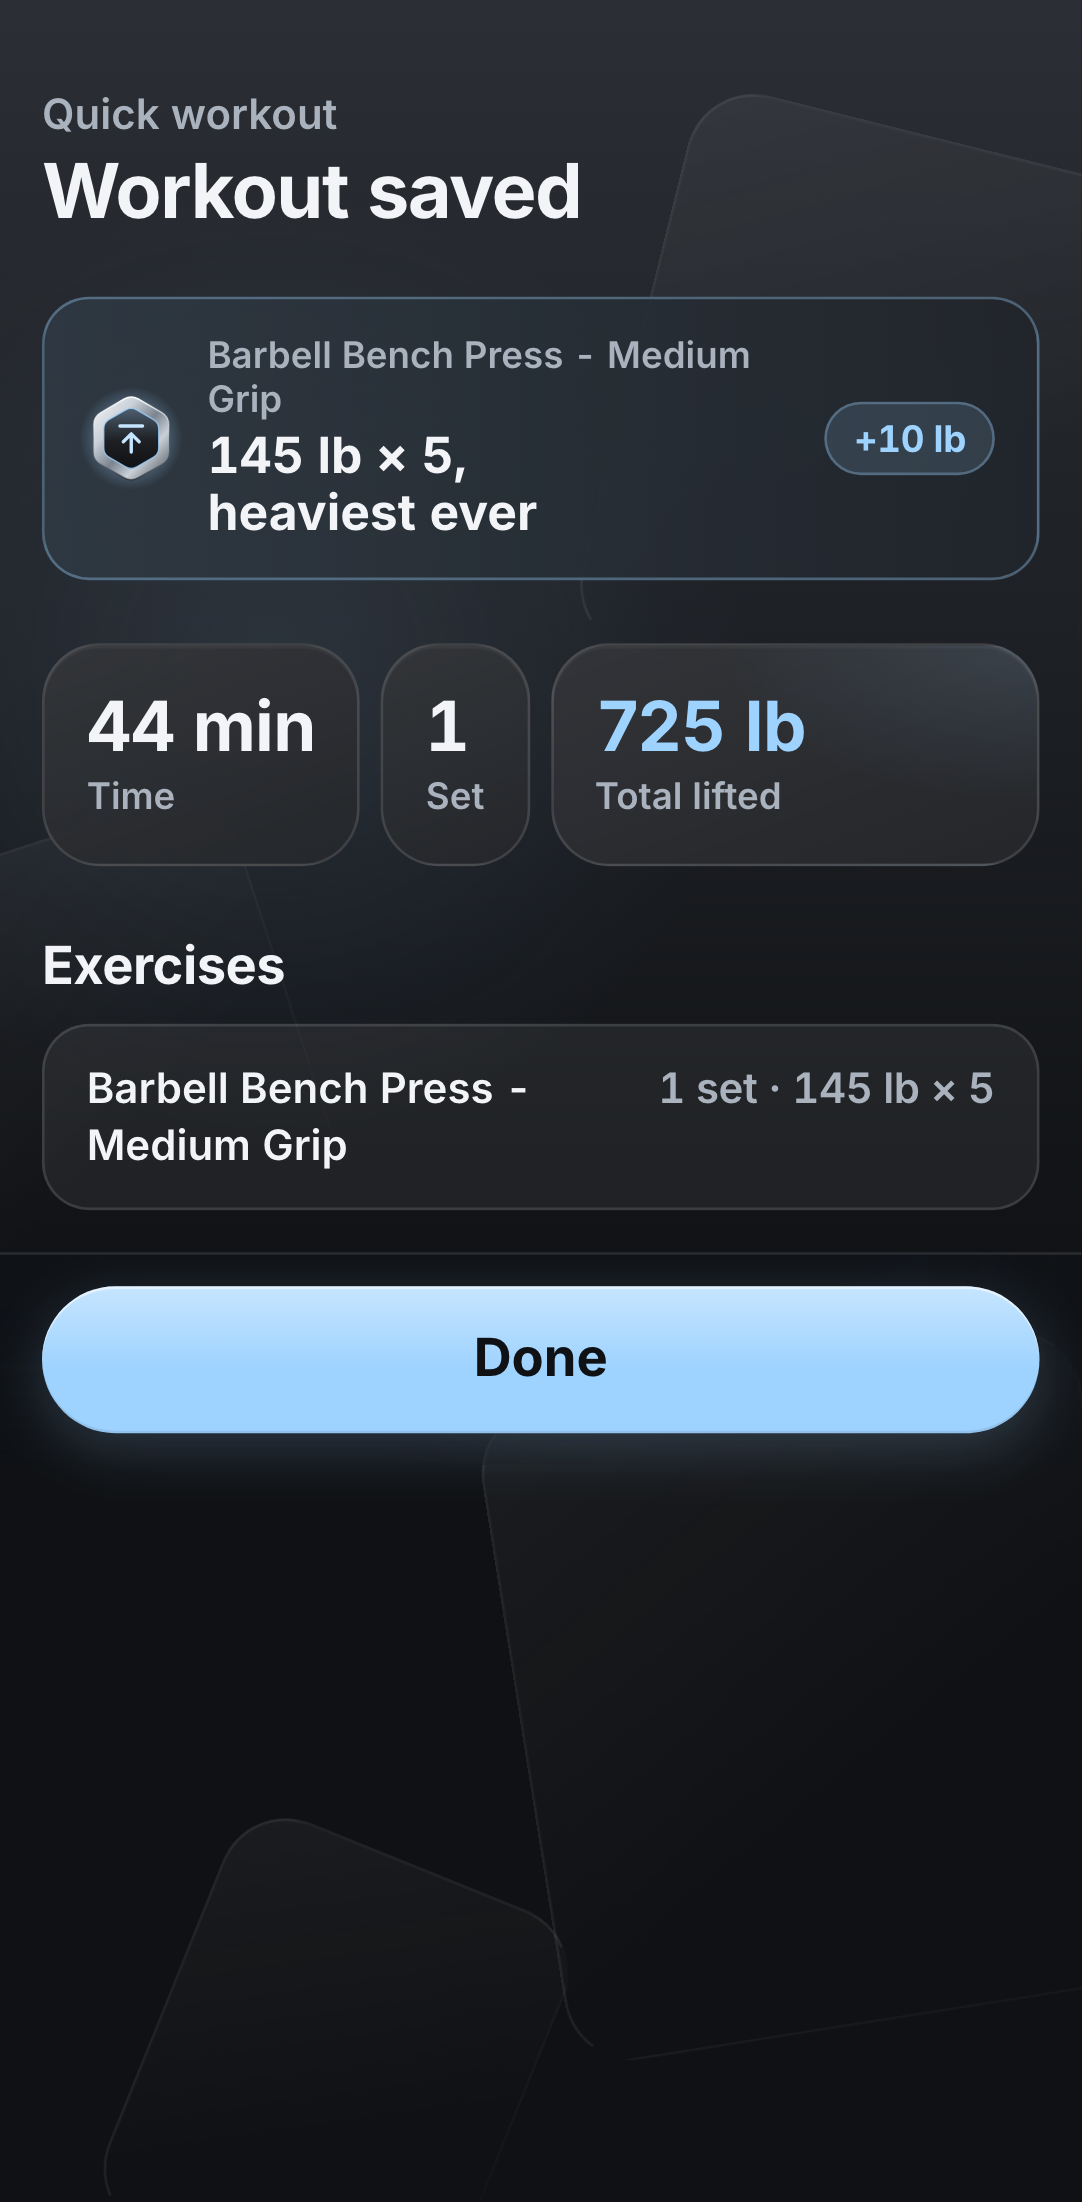 Quick workout
Workout saved
Barbell Bench Press - Medium
Grip
145 lb × 5,
heaviest ever
+10 lb
44 min
Time
1
Set
725 lb
Total lifted
Exercises
Barbell Bench Press -
Medium Grip
1 set · 145 lb × 5
Done